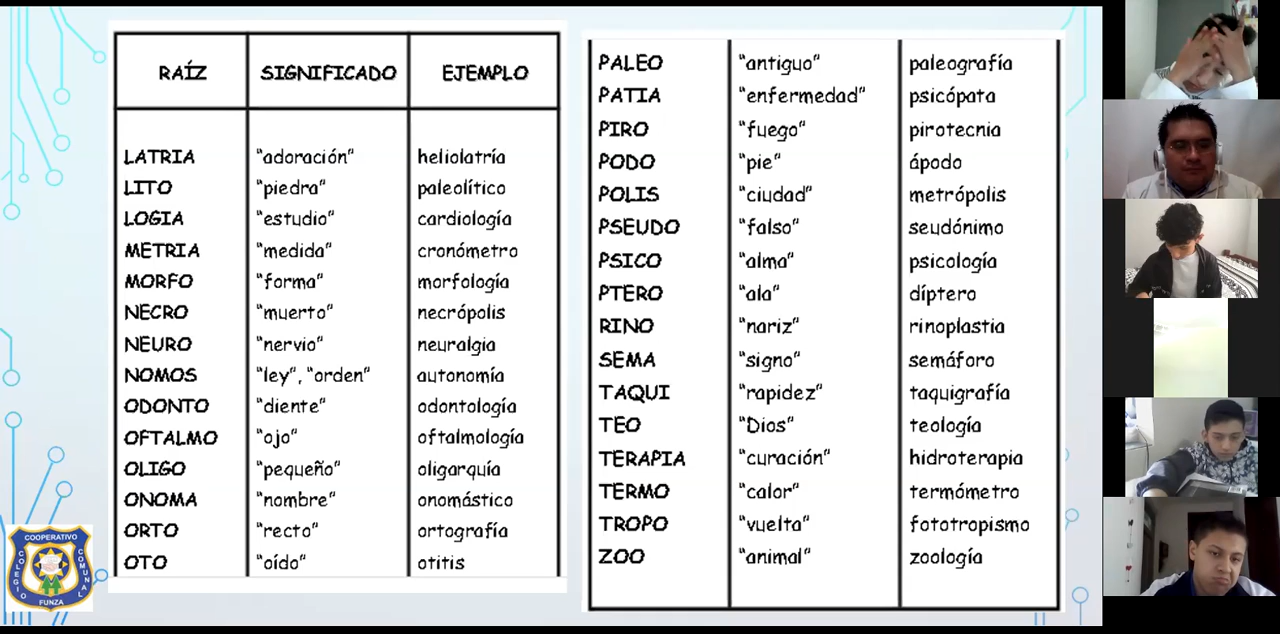 RAÍZ SIGNIFICADO EJEMPLO
LATRIA "adoración" heliolatría
LITO "piedra" paleolítico
LOGIA "estudio" cardiología
METRIA "medida" cronómetro
MORFO "forma" morfología
NECRO "muerto" necrópolis
NEURO "nervio" neuralgia
NOMOS "ley", "orden" autonomía
ODONTO "diente" odontología
OFTALMO "ojo" oftalmología
OLIGO "pequeño" oligarquía
ONOMA "nombre" onomástico
ORTO "recto" ortografía
OTO "oído" otitis
PALEO "antiguo" paleografía
PATIA "enfermedad" psicópata
PIRO "fuego" pirotecnia
PODO "pie" ápodo
POLIS "ciudad" metrópolis
PSEUDO "falso" seudónimo
PSICO "alma" psicología
PTERO "ala" díptero
RINO "nariz" rinoplastia
SEMA "signo" semáforo
TAQUI "rapidez" taquigrafía
TEO "Dios" teología
TERAPIA "curación" hidroterapia
TERMO "calor" termómetro
TROPO "vuelta" fototropismo
ZOO "animal" zoología
COOPERATIVO
COLEGIO
COMUNAL
FUNZA